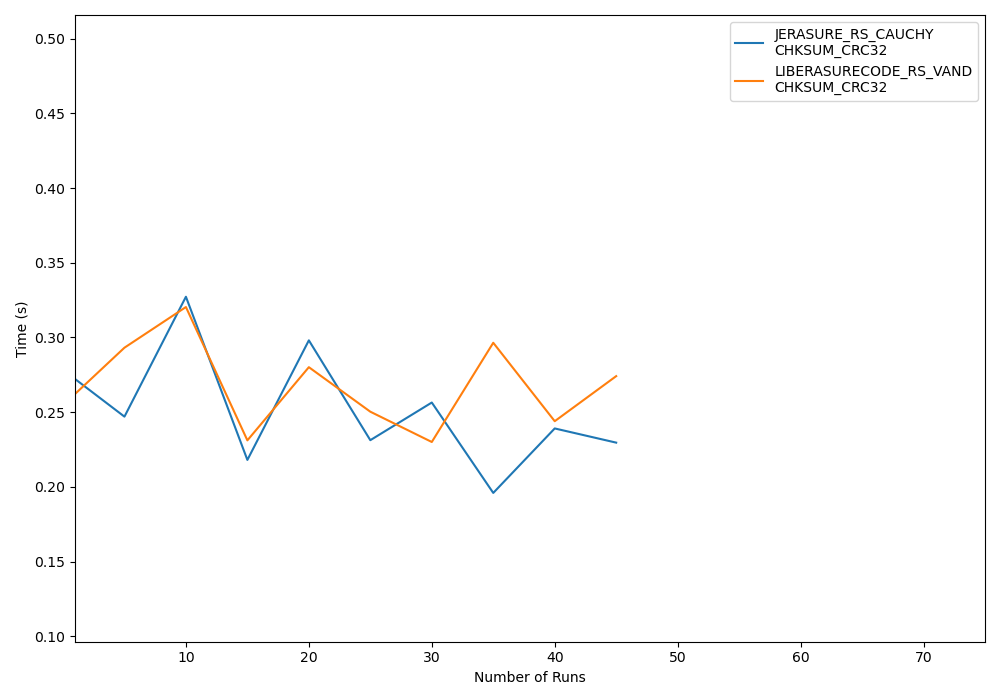 JERASURE_RS_CAUCHY
CHKSUM_CRC32
LIBERASURECODE_RS_VAND
CHKSUM_CRC32
0.50
0.45
0.40
0.35
0.30
0.25
0.20
0.15
0.10
Time (s)
10 20 30 40 50 60 70
Number of Runs